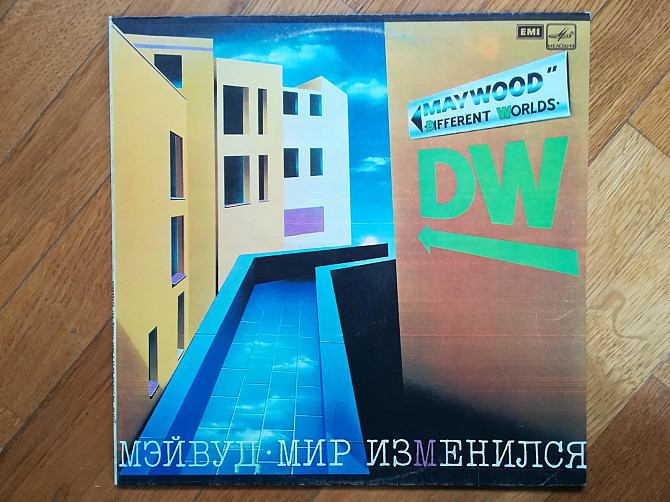 EMI
МЕЛОДИЯ
"MAYWOOD"
·DIFFERENT WORLDS·
DW
МЭЙВУД·МИР ИЗМЕНИЛСЯ